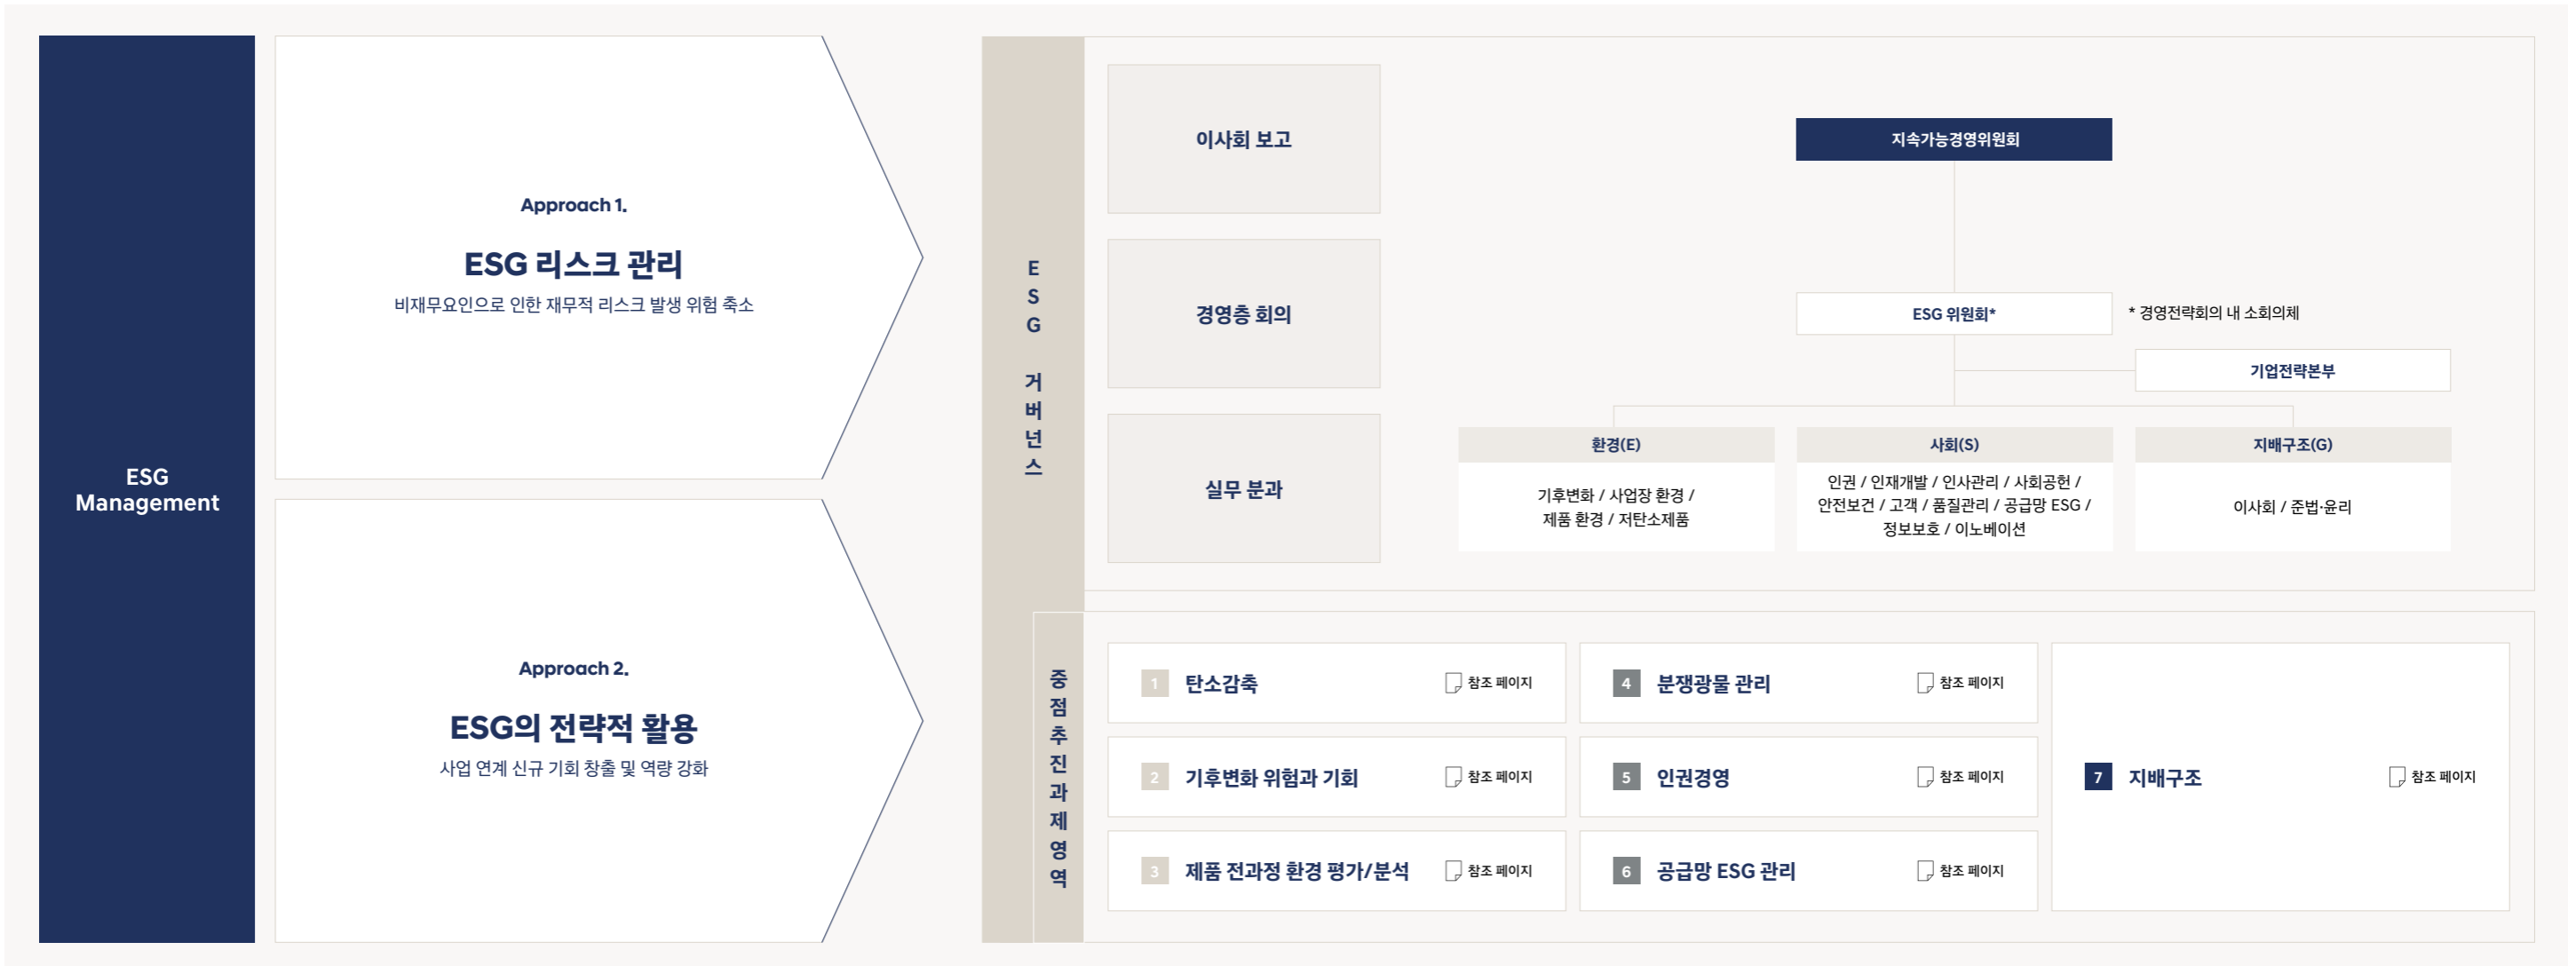 ESG
Management
Approach 1.
ESG 리스크 관리
비재무요인으로 인한 재무적 리스크 발생 위험 축소
Approach 2.
ESG의 전략적 활용
사업 연계 신규 기회 창출 및 역량 강화
ESG 거버넌스
이사회 보고
지속가능경영위원회
경영층 회의
ESG 위원회*
* 경영전략회의 내 소회의체
기업전략본부
실무 분과
환경(E)
기후변화 / 사업장 환경 /
제품 환경 / 저탄소제품
사회(S)
인권 / 인재개발 / 인사관리 / 사회공헌 /
안전보건 / 고객 / 품질관리 / 공급망 ESG /
정보보호 / 이노베이션
지배구조(G)
이사회 / 준법·윤리
중점추진과제영역
1 탄소감축 참조 페이지
2 기후변화 위험과 기회 참조 페이지
3 제품 전과정 환경 평가/분석 참조 페이지
4 분쟁광물 관리 참조 페이지
5 인권경영 참조 페이지
6 공급망 ESG 관리 참조 페이지
7 지배구조 참조 페이지